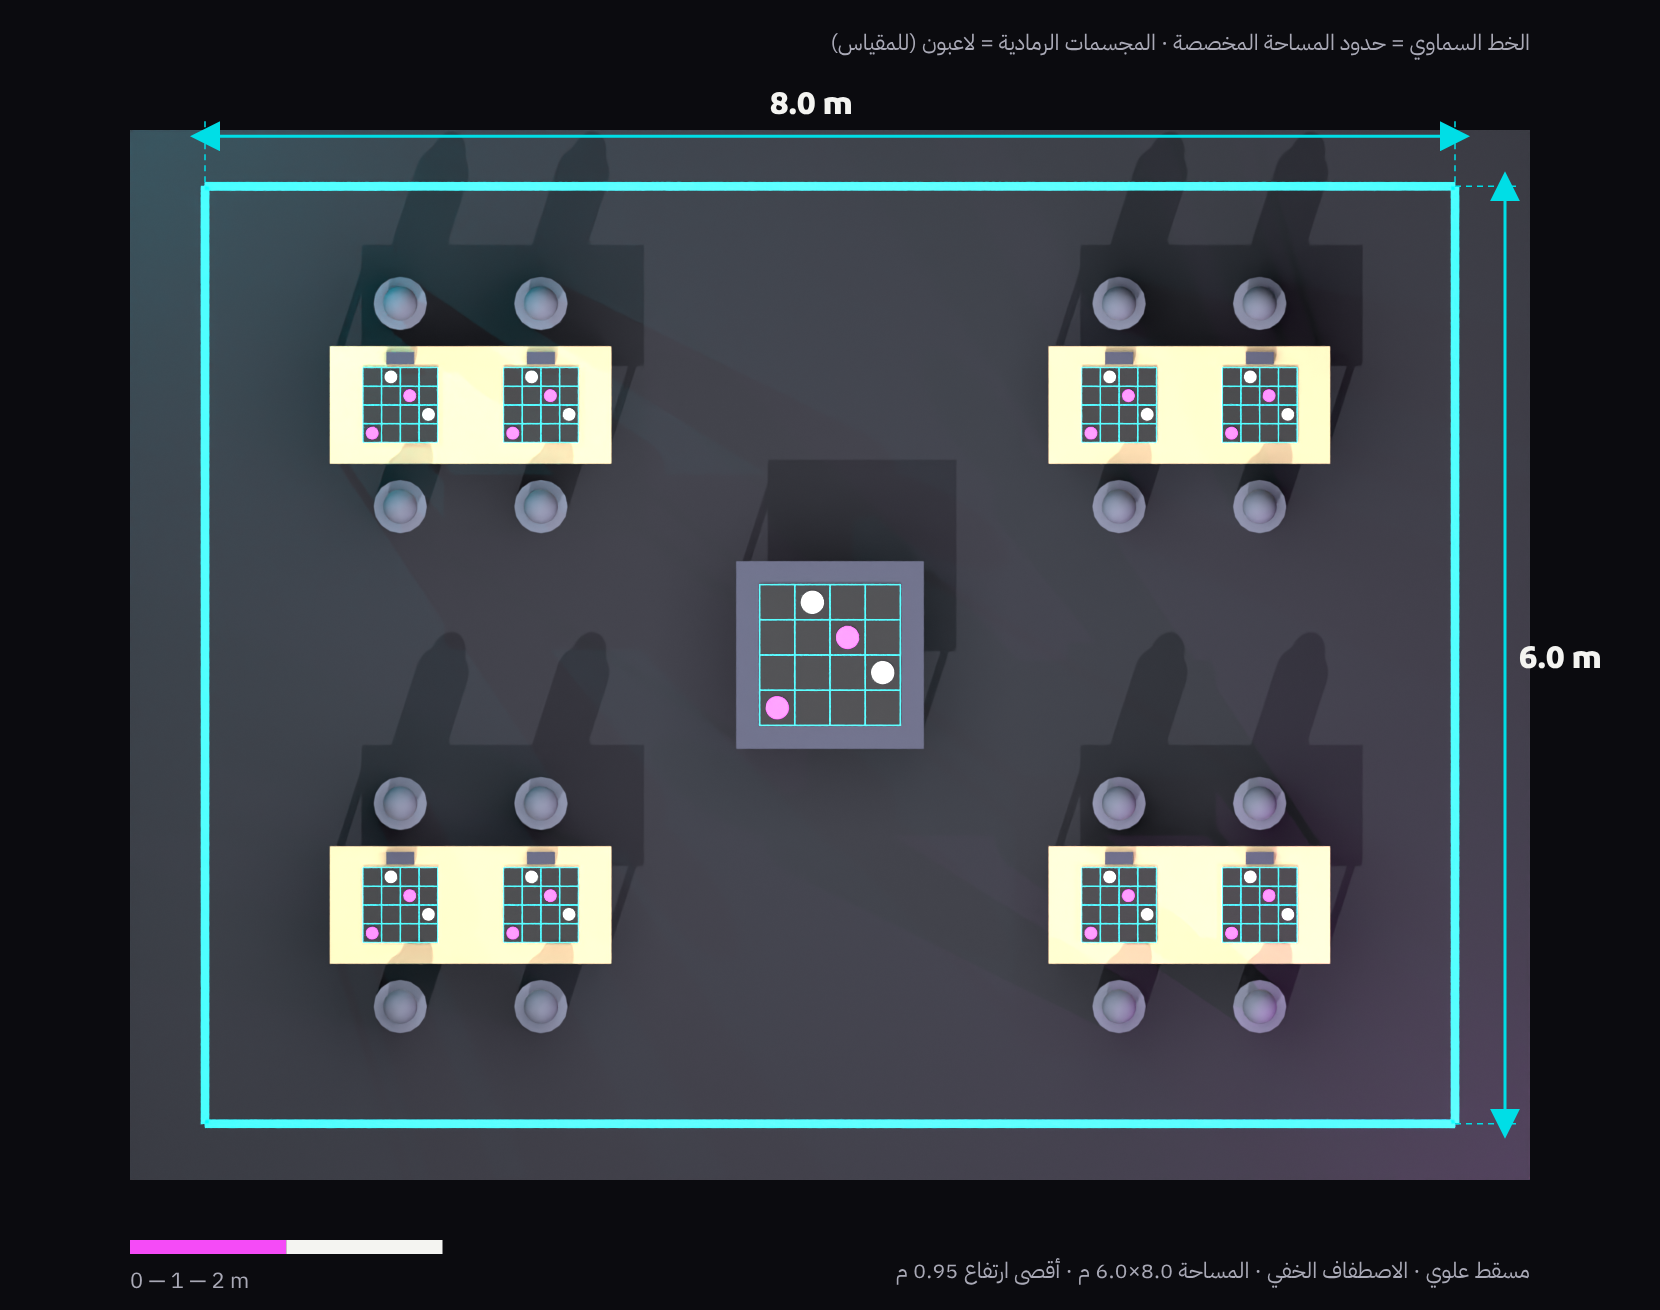 الخط السماوي = حدود المساحة المخصصة · المجسمات الرمادية = لاعبون (للمقياس)
8.0 m
6.0 m
0 — 1 — 2 m
مسقط علوي · الاصطفاف الخفي · المساحة 8.0×6.0 م · أقصى ارتفاع 0.95 م